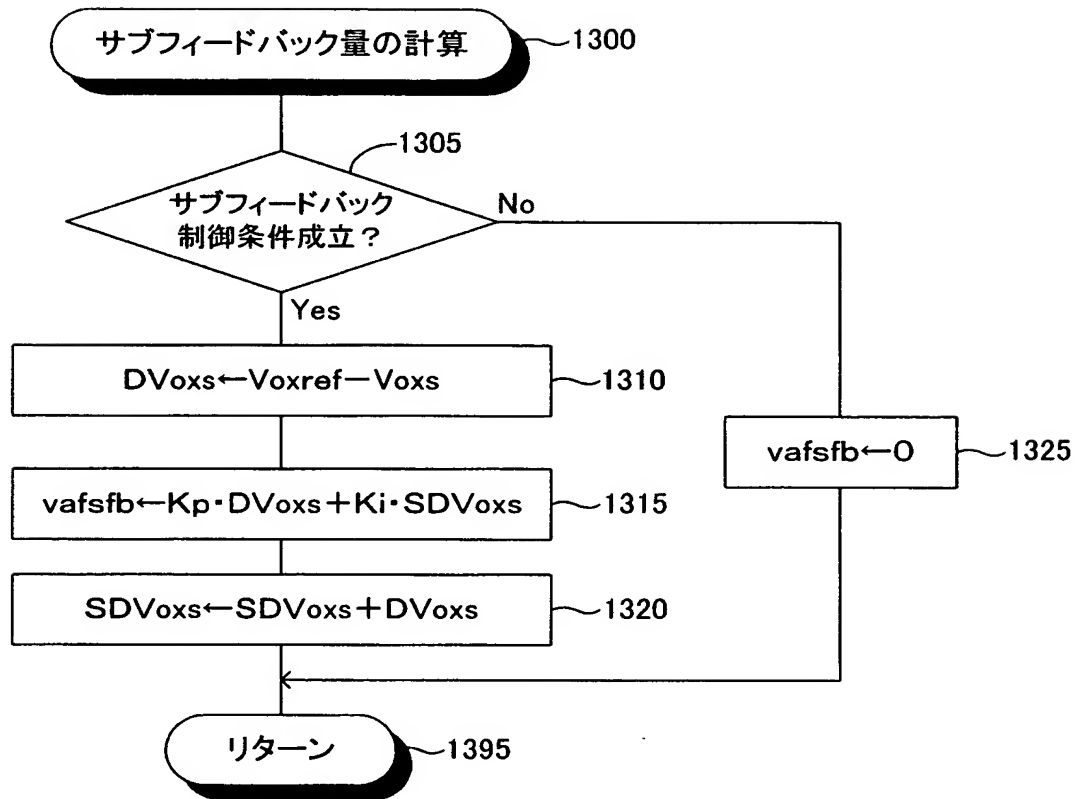 サブフィードバック量の計算
1300
1305
サブフィードバック
制御条件成立?
No
Yes
DVoxs←Voxref−Voxs
1310
vafsfb←0
1325
vafsfb←Kp・DVoxs+Ki・SDVoxs
1315
SDVoxs←SDVoxs+DVoxs
1320
リターン
1395